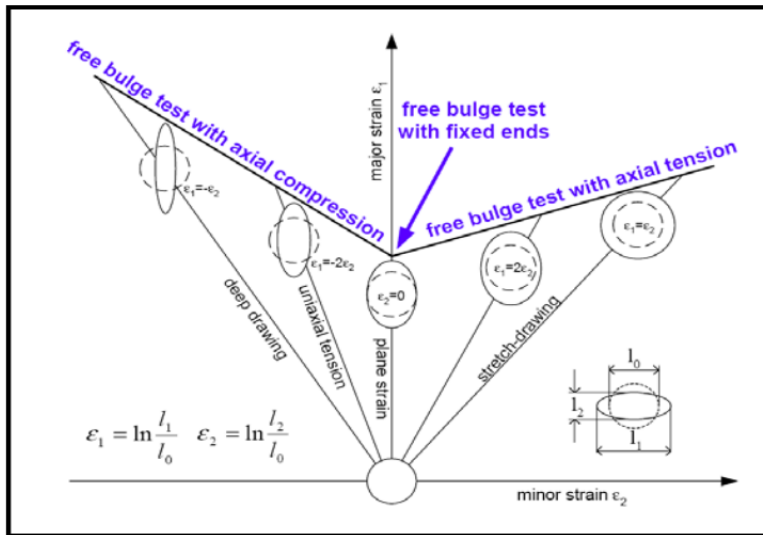 free bulge test with axial compression
major strain ε₁
free bulge test
with fixed ends
free bulge test with axial tension
ε₁=-ε₂
ε₁=-2ε₂
ε₂=0
ε₁=2ε₂
ε₁=ε₂
deep drawing
uniaxial tension
plane strain
stretch-drawing
l₀
l₂
l₁
ε₁ = ln l₁/l₀ ε₂ = ln l₂/l₀
minor strain ε₂